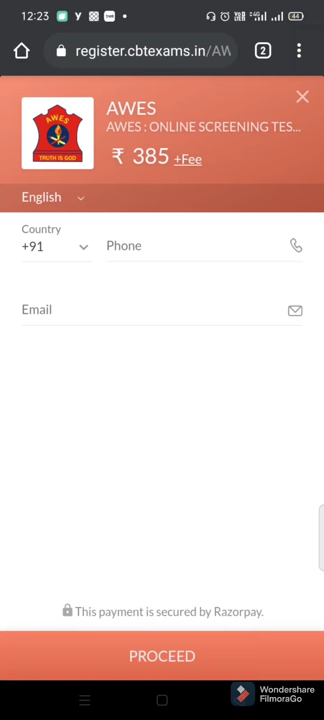 12:23
44
register.cbtexams.in/AW
2
AWES
TRUTH IS GOD
AWES
AWES : ONLINE SCREENING TES...
₹ 385 +Fee
English
Country
+91
Phone
Email
This payment is secured by Razorpay.
PROCEED
Wondershare
FilmoraGo